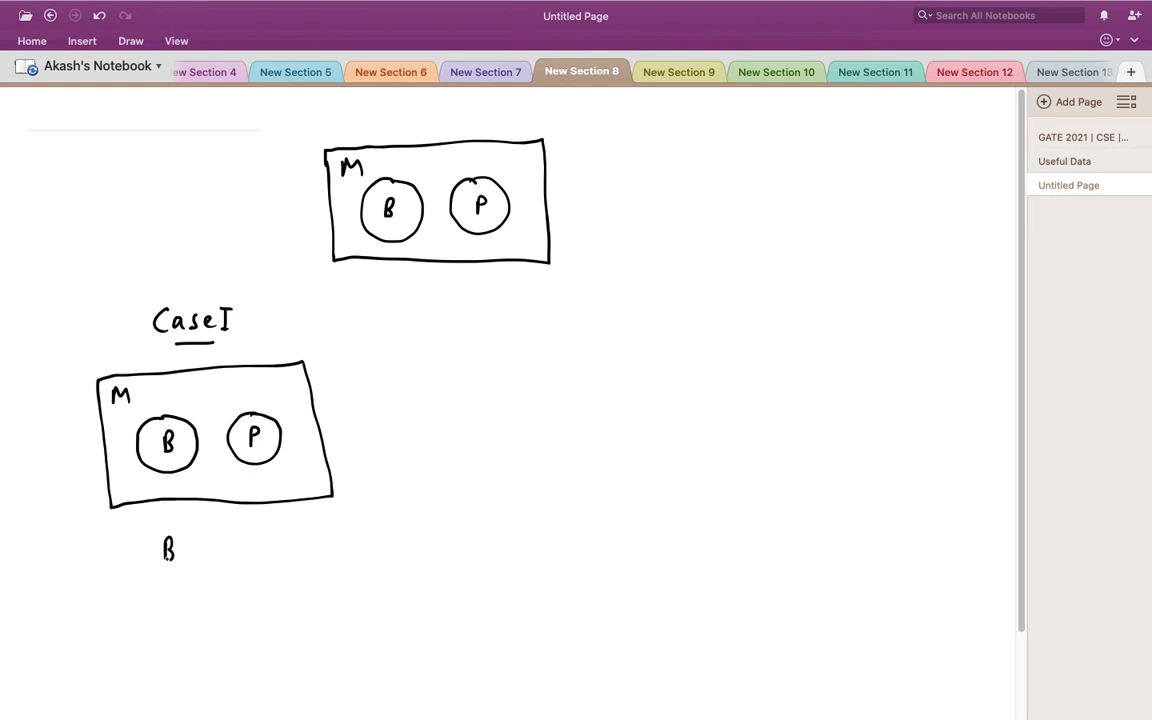 Untitled Page
Search All Notebooks
Home Insert Draw View
Akash's Notebook
ew Section 4 New Section 5 New Section 6 New Section 7 New Section 8 New Section 9 New Section 10 New Section 11 New Section 12 New Section 13
Add Page
GATE 2021 | CSE |...
Useful Data
Untitled Page
M
B P
Case I
M
B P
B